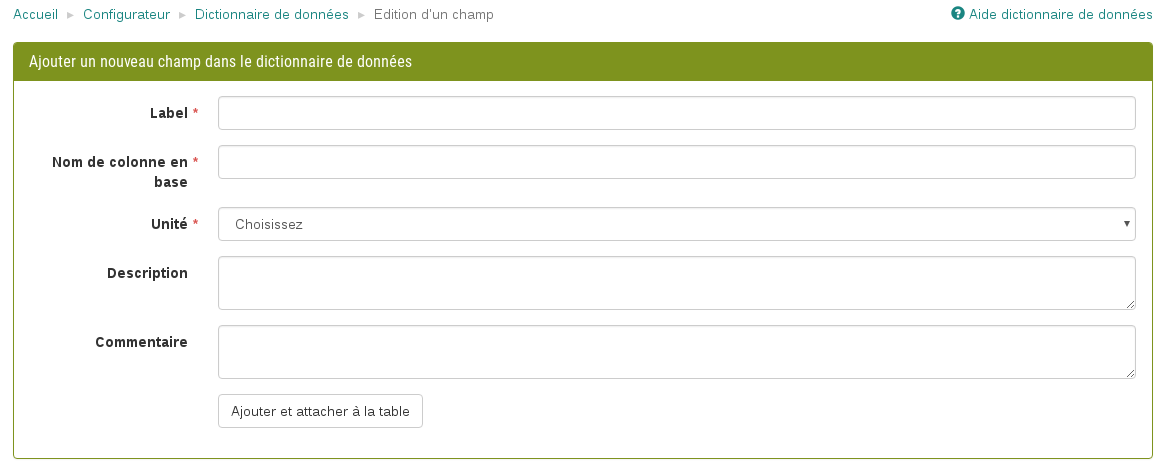 Accueil ▸ Configurateur ▸ Dictionnaire de données ▸ Edition d'un champ
Aide dictionnaire de données
Ajouter un nouveau champ dans le dictionnaire de données
Label *
Nom de colonne en *
base
Unité *
Choisissez
Description
Commentaire
Ajouter et attacher à la table